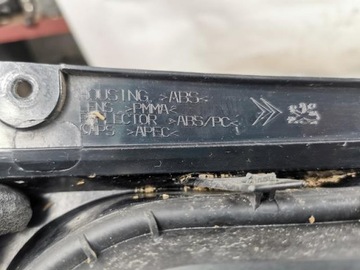 HOUSING >ABS<
LENS >PMMA<
REFLECTOR >ABS/PC<
CAPS >APEC<